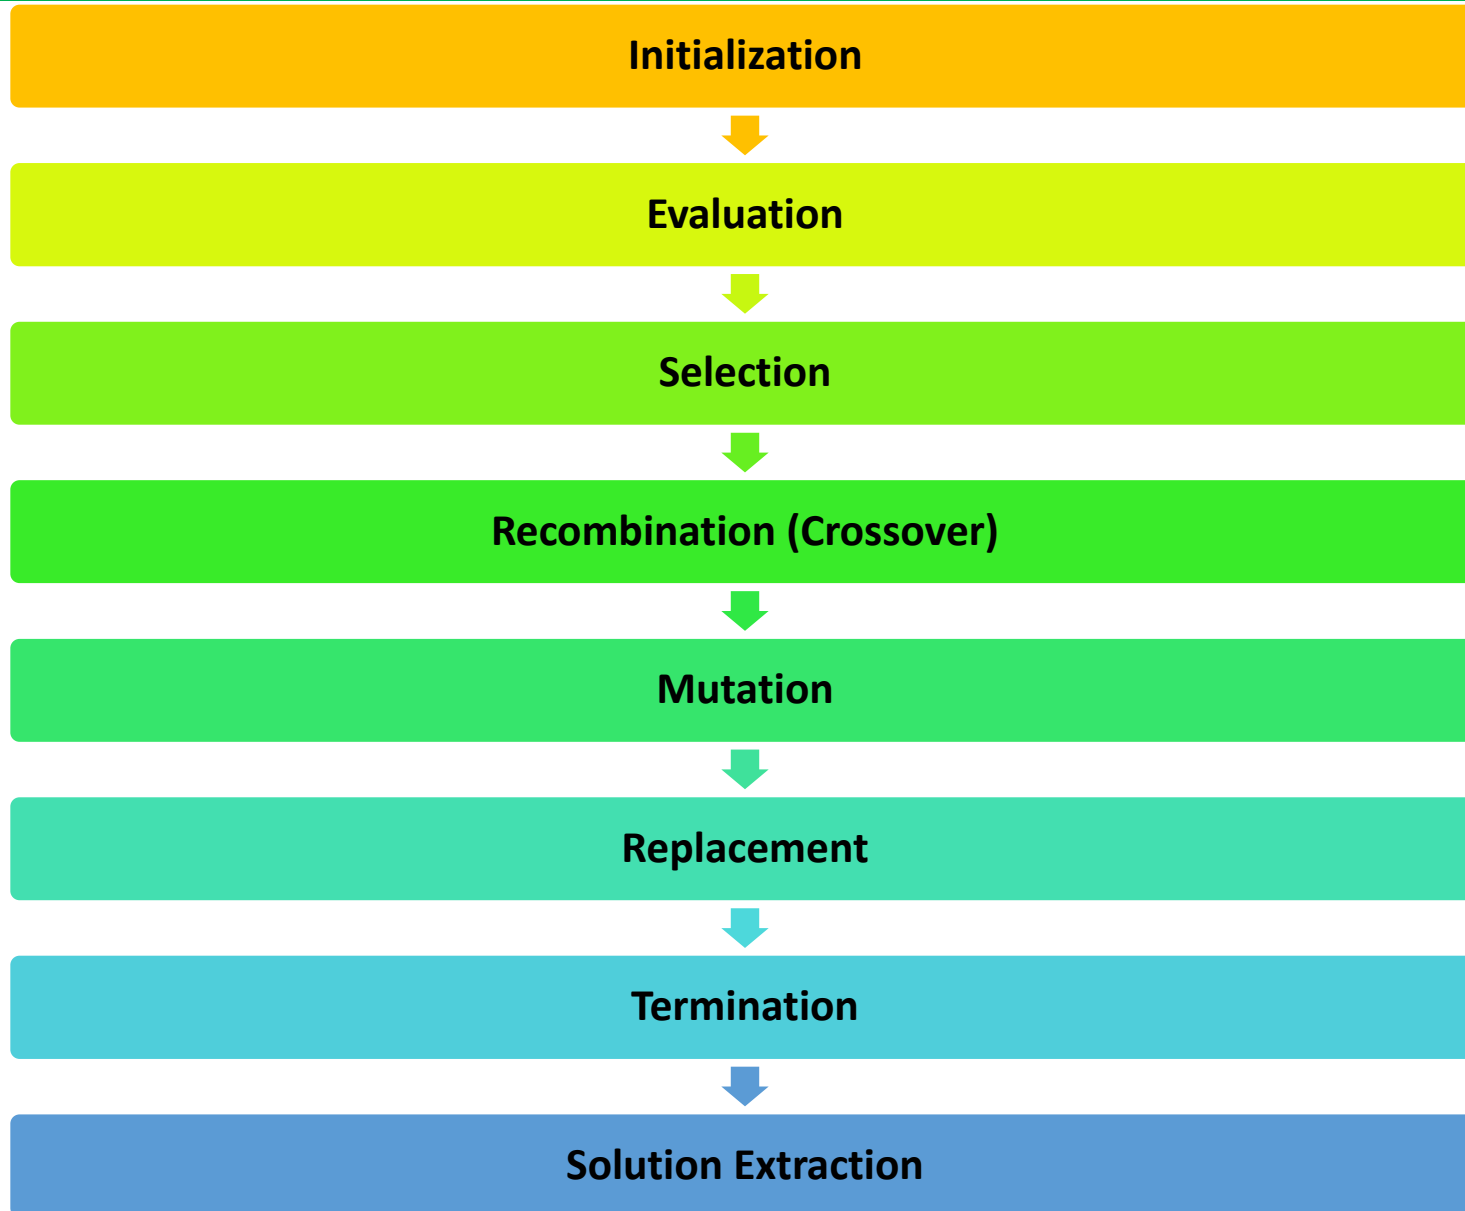 Initialization
Evaluation
Selection
Recombination (Crossover)
Mutation
Replacement
Termination
Solution Extraction